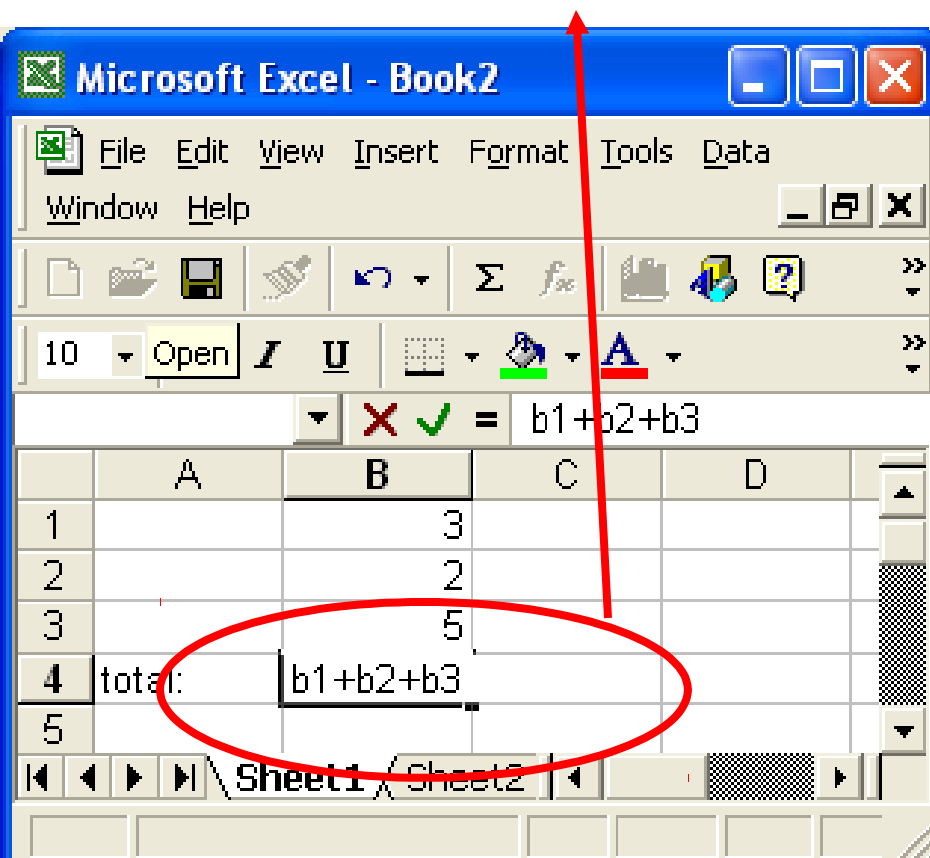 Microsoft Excel - Book2
File Edit View Insert Format Tools Data
Window Help
Σ fx ?
10 Open I U A
= b1+b2+b3
A B C D
1 3
2 2
3 5
4 total: b1+b2+b3
5
Sheet1 Sheet2